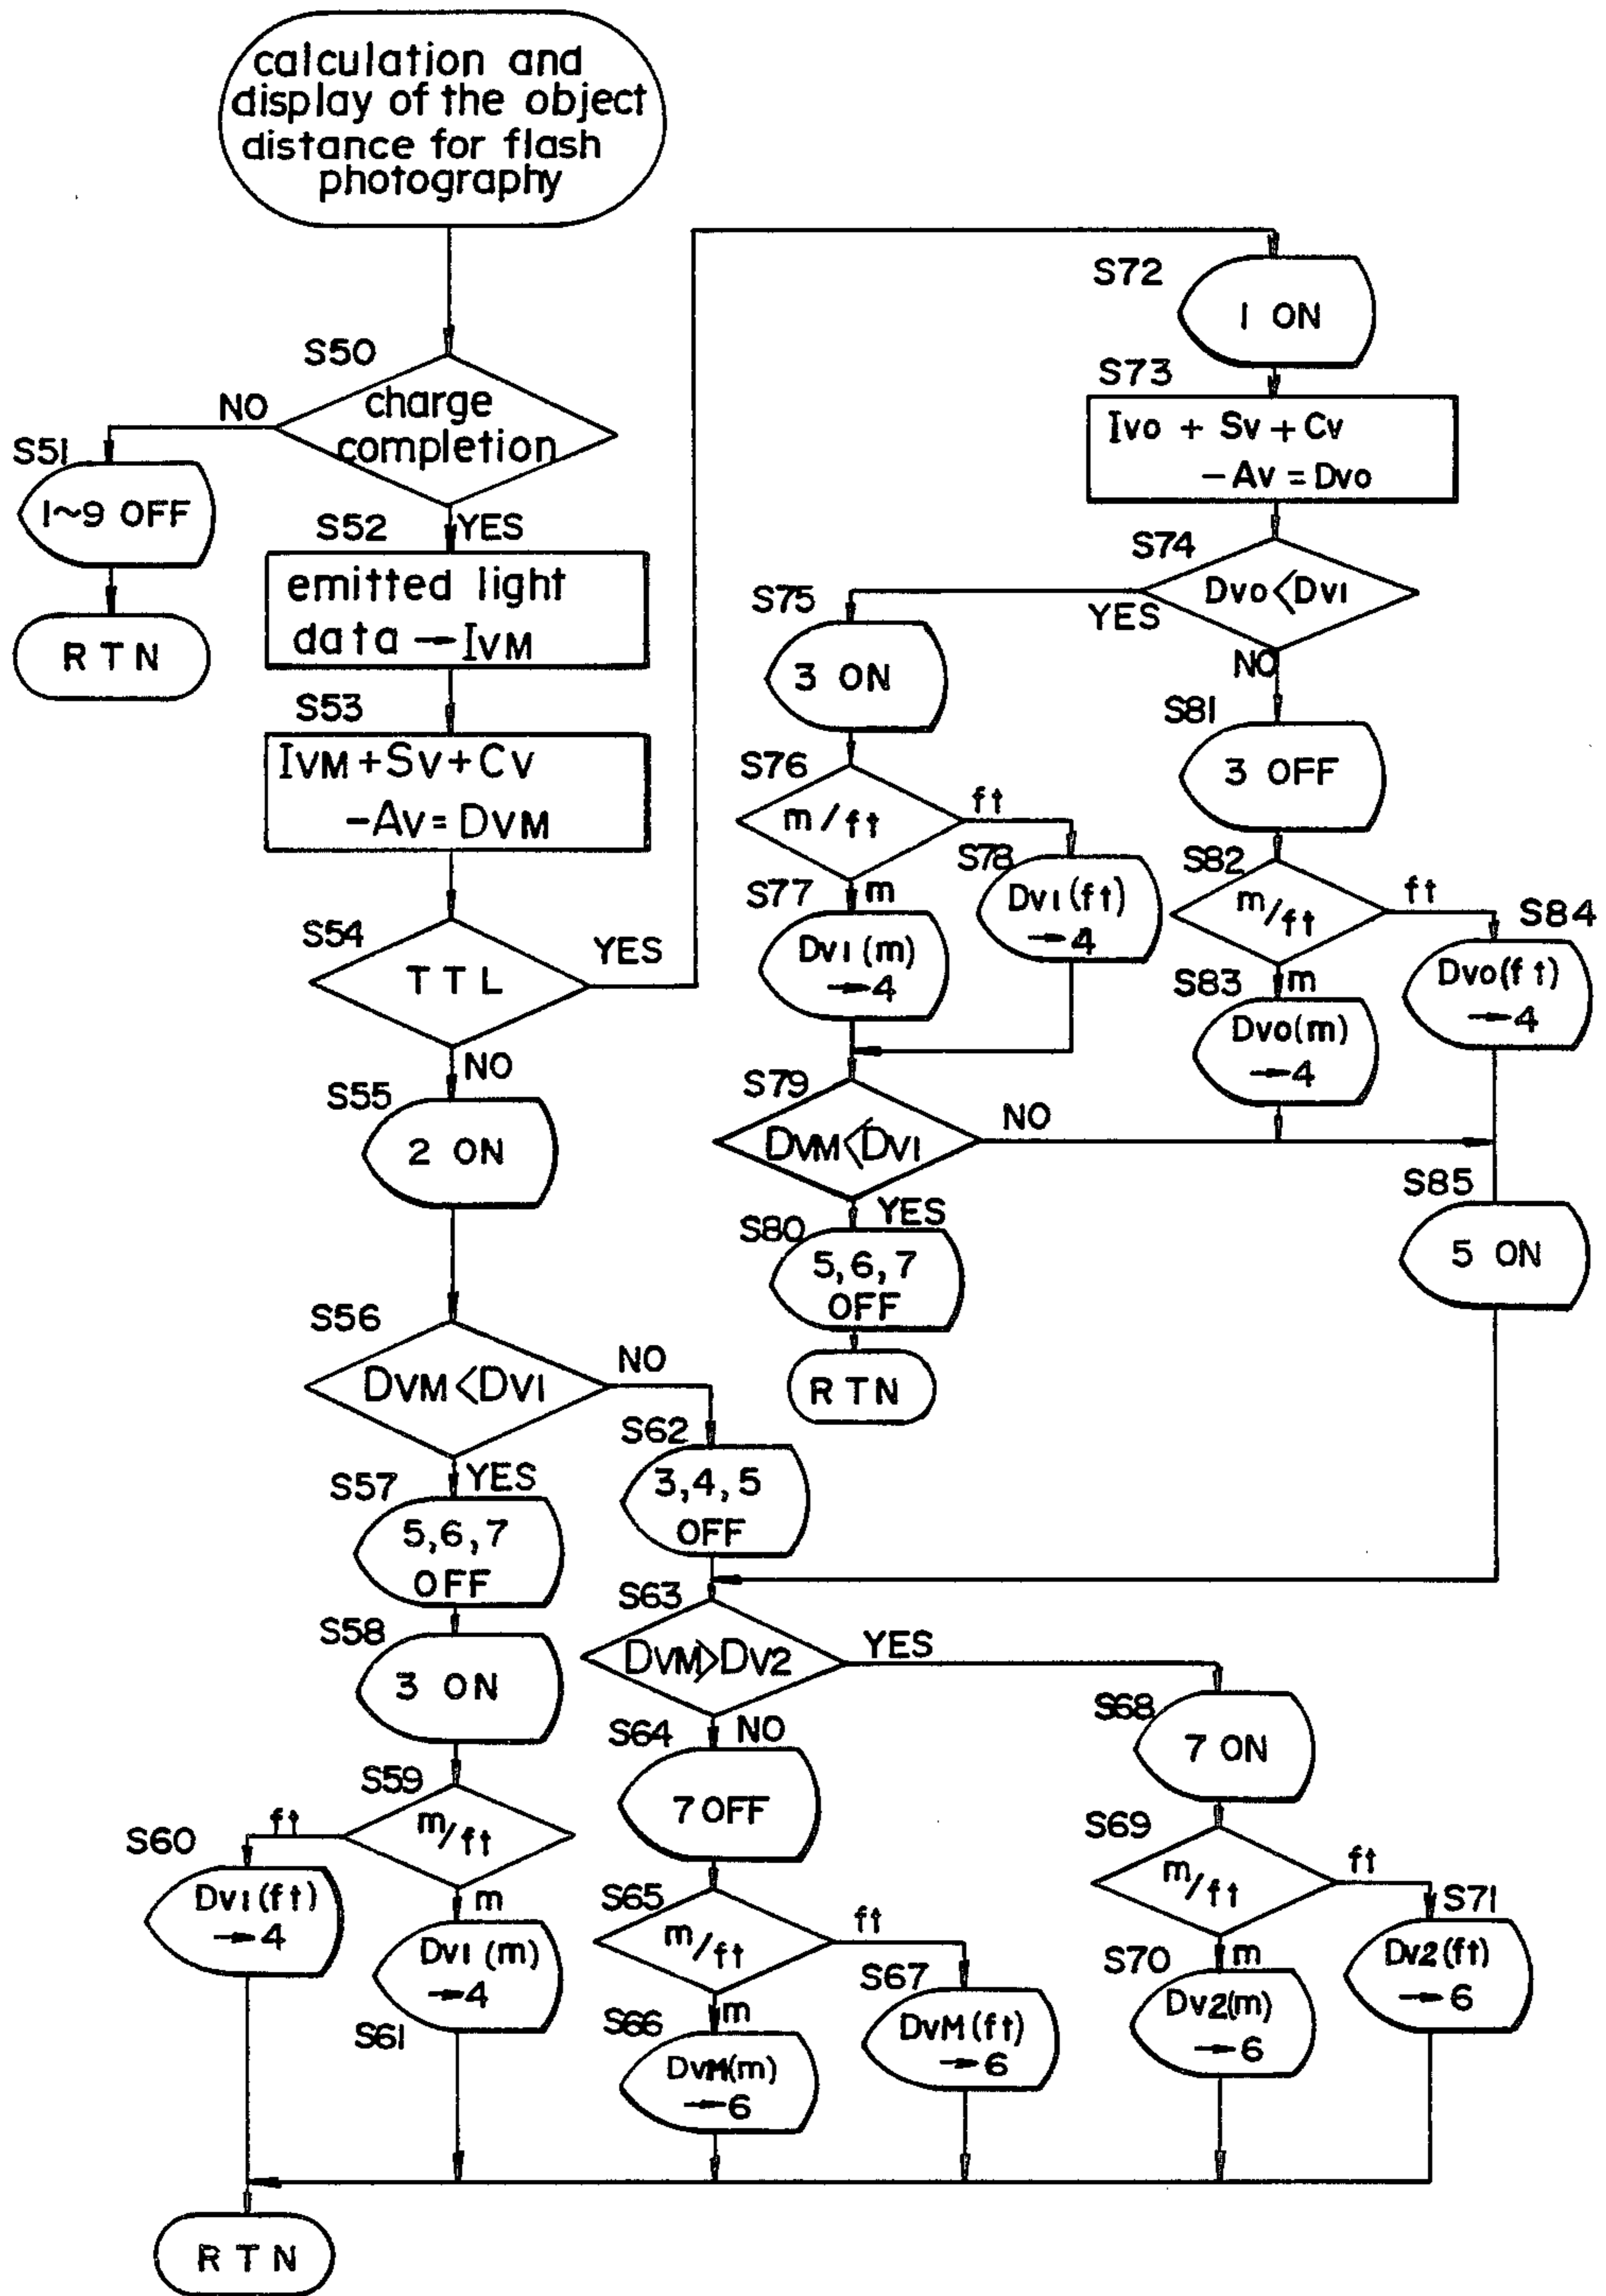 calculation and
display of the object
distance for flash
photography
S50
charge
completion
NO
YES
S51
1~9 OFF
RTN
S52
emitted light
data → IVM
S53
IVM+SV+CV
-AV=DVM
S54
TTL
YES
NO
S55
2 ON
S56
DVM<DV1
NO
YES
S57
5,6,7
OFF
S58
3 ON
S59
m/ft
ft
m
S60
Dv1(ft)
→4
Dv1(m)
→4
S61
RTN
S62
3,4,5
OFF
S63
DVM>DV2
YES
NO
S64
7 OFF
S65
m/ft
ft
m
S66
DvM(m)
→6
S67
DvM(ft)
→6
S68
7 ON
S69
m/ft
ft
m
S70
Dv2(m)
→6
S71
Dv2(ft)
→6
S72
1 ON
S73
Ivo + Sv + Cv
-Av = Dvo
S74
Dvo<Dv1
YES
NO
S75
3 ON
S76
m/ft
ft
m
S77
Dv1(m)
→4
S78
Dv1(ft)
→4
S79
DVM<DV1
NO
YES
S80
5,6,7
OFF
RTN
S81
3 OFF
S82
m/ft
ft
m
S83
Dvo(m)
→4
S84
Dvo(ft)
→4
S85
5 ON